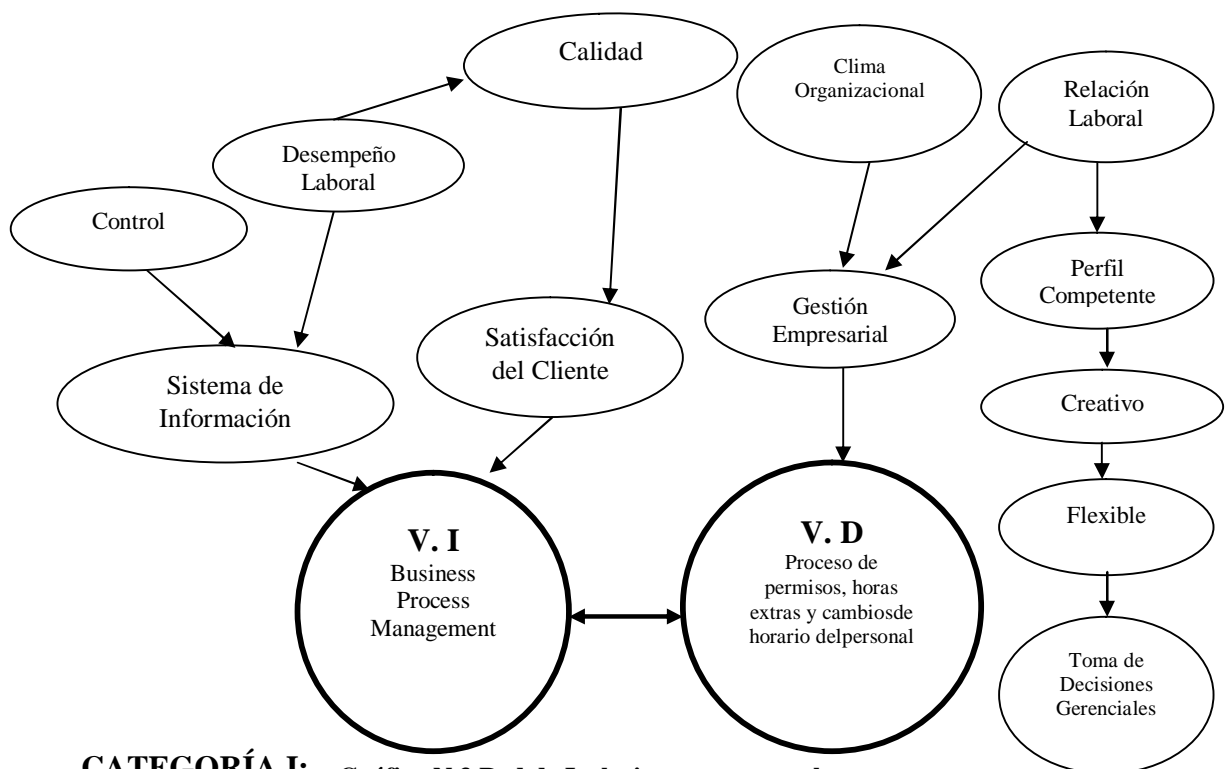 Calidad
Clima
Organizacional
Relación
Laboral
Desempeño
Laboral
Control
Perfil
Competente
Gestión
Empresarial
Satisfacción
del Cliente
Sistema de
Información
Creativo
Flexible
V. I
Business
Process
Management
V. D
Proceso de
permisos, horas
extras y cambiosde
horario delpersonal
Toma de
Decisiones
Gerenciales
CATEGORÍA I: